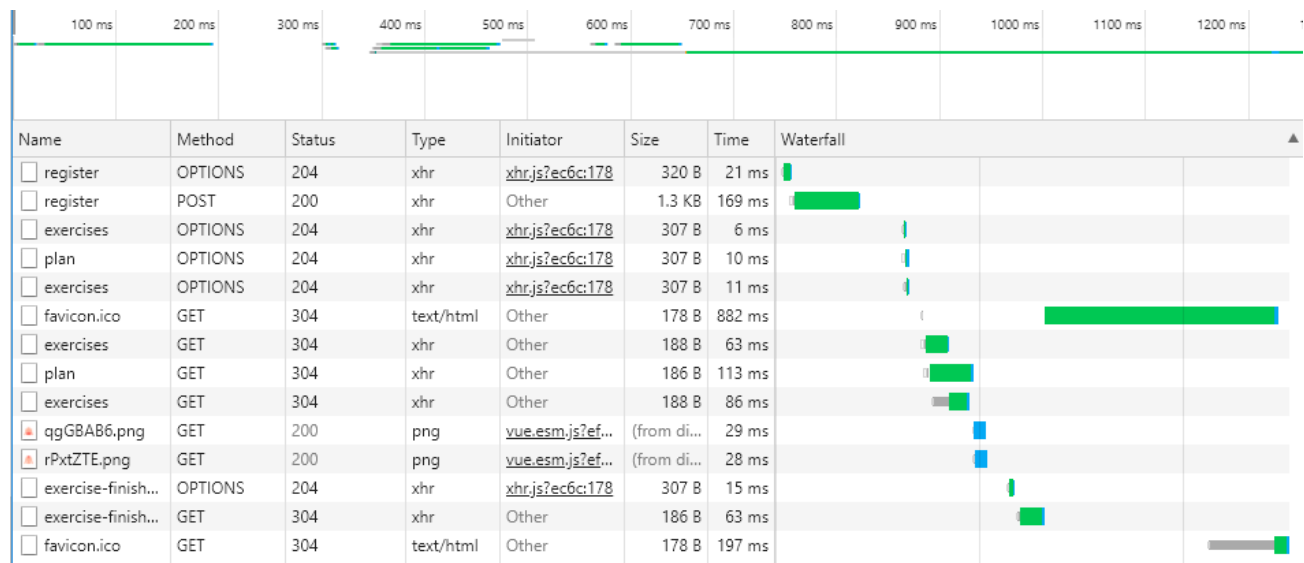 100 ms 200 ms 300 ms 400 ms 500 ms 600 ms 700 ms 800 ms 900 ms 1000 ms 1100 ms 1200 ms 1
Name Method Status Type Initiator Size Time Waterfall ▲
register OPTIONS 204 xhr xhr.js?ec6c:178 320 B 21 ms
register POST 200 xhr Other 1.3 KB 169 ms
exercises OPTIONS 204 xhr xhr.js?ec6c:178 307 B 6 ms
plan OPTIONS 204 xhr xhr.js?ec6c:178 307 B 10 ms
exercises OPTIONS 204 xhr xhr.js?ec6c:178 307 B 11 ms
favicon.ico GET 304 text/html Other 178 B 882 ms
exercises GET 304 xhr Other 188 B 63 ms
plan GET 304 xhr Other 186 B 113 ms
exercises GET 304 xhr Other 188 B 86 ms
qgGBAB6.png GET 200 png vue.esm.js?ef... (from di... 29 ms
rPxtZTE.png GET 200 png vue.esm.js?ef... (from di... 28 ms
exercise-finish... OPTIONS 204 xhr xhr.js?ec6c:178 307 B 15 ms
exercise-finish... GET 304 xhr Other 186 B 63 ms
favicon.ico GET 304 text/html Other 178 B 197 ms